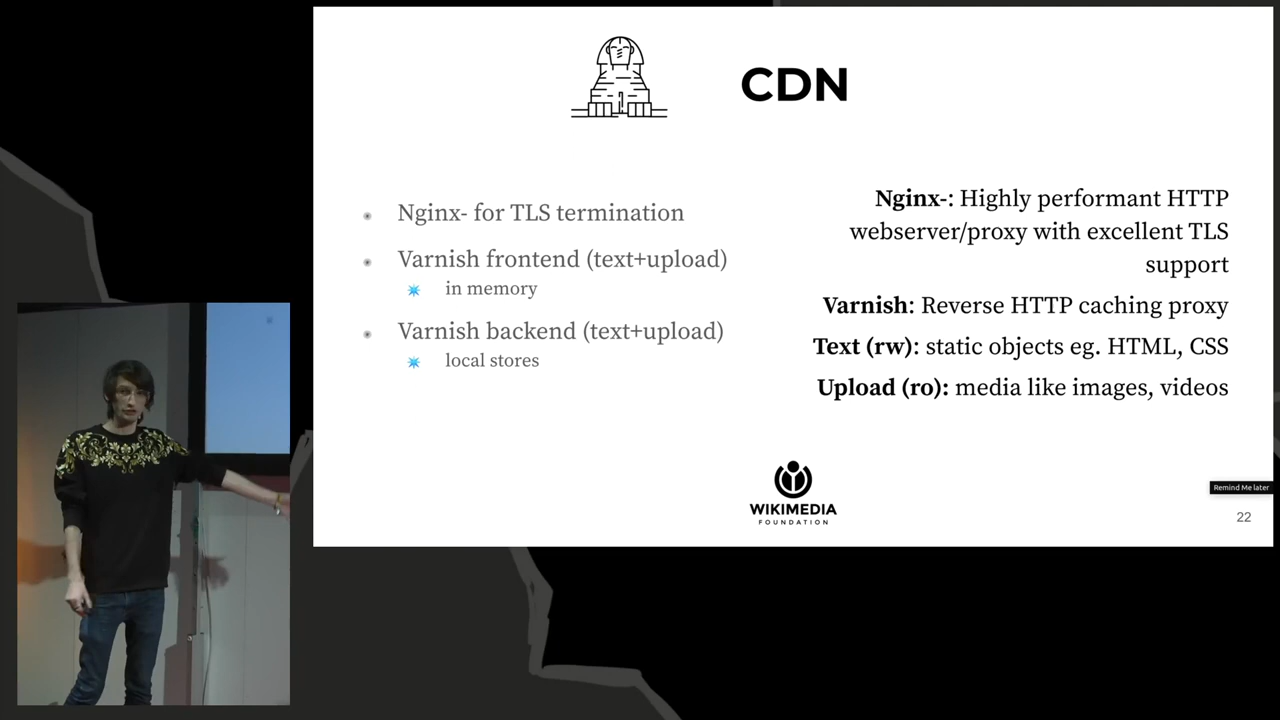 CDN
Nginx- for TLS termination
Varnish frontend (text+upload)
in memory
Varnish backend (text+upload)
local stores
Nginx-: Highly performant HTTP
webserver/proxy with excellent TLS
support
Varnish: Reverse HTTP caching proxy
Text (rw): static objects eg. HTML, CSS
Upload (ro): media like images, videos
WIKIMEDIA
FOUNDATION
Remind Me later
22